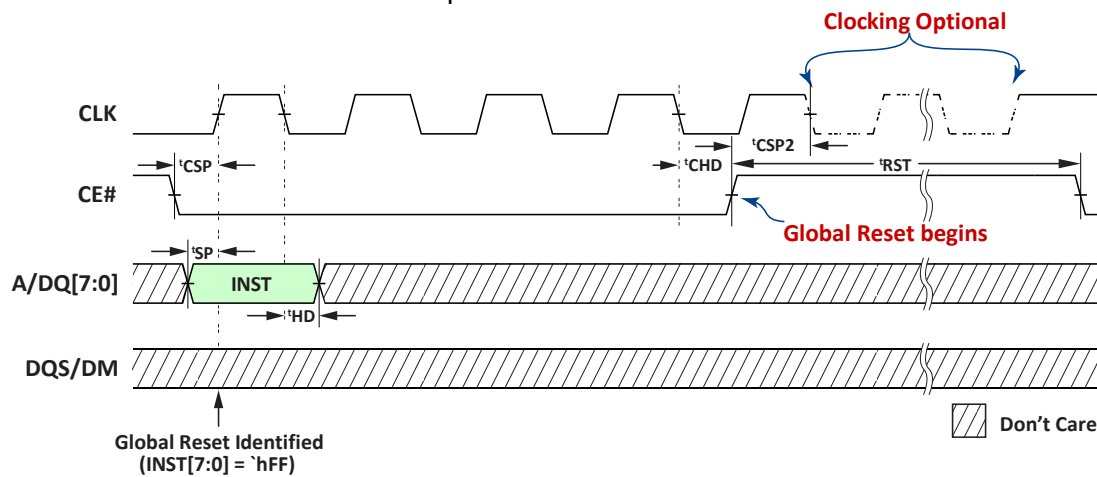 Clocking Optional
CLK
tCSP
tCHD
tCSP2
tRST
CE#
Global Reset begins
tSP
A/DQ[7:0]
INST
tHD
DQS/DM
Global Reset Identified
(INST[7:0] = `hFF)
Don't Care